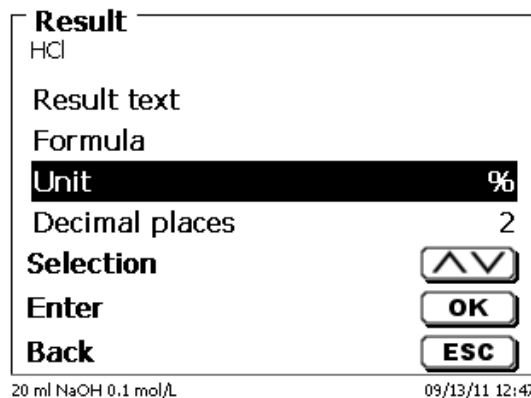 Result
HCl
Result text
Formula
Unit %
Decimal places 2
Selection
Enter OK
Back ESC
20 ml NaOH 0.1 mol/L 09/13/11 12:47